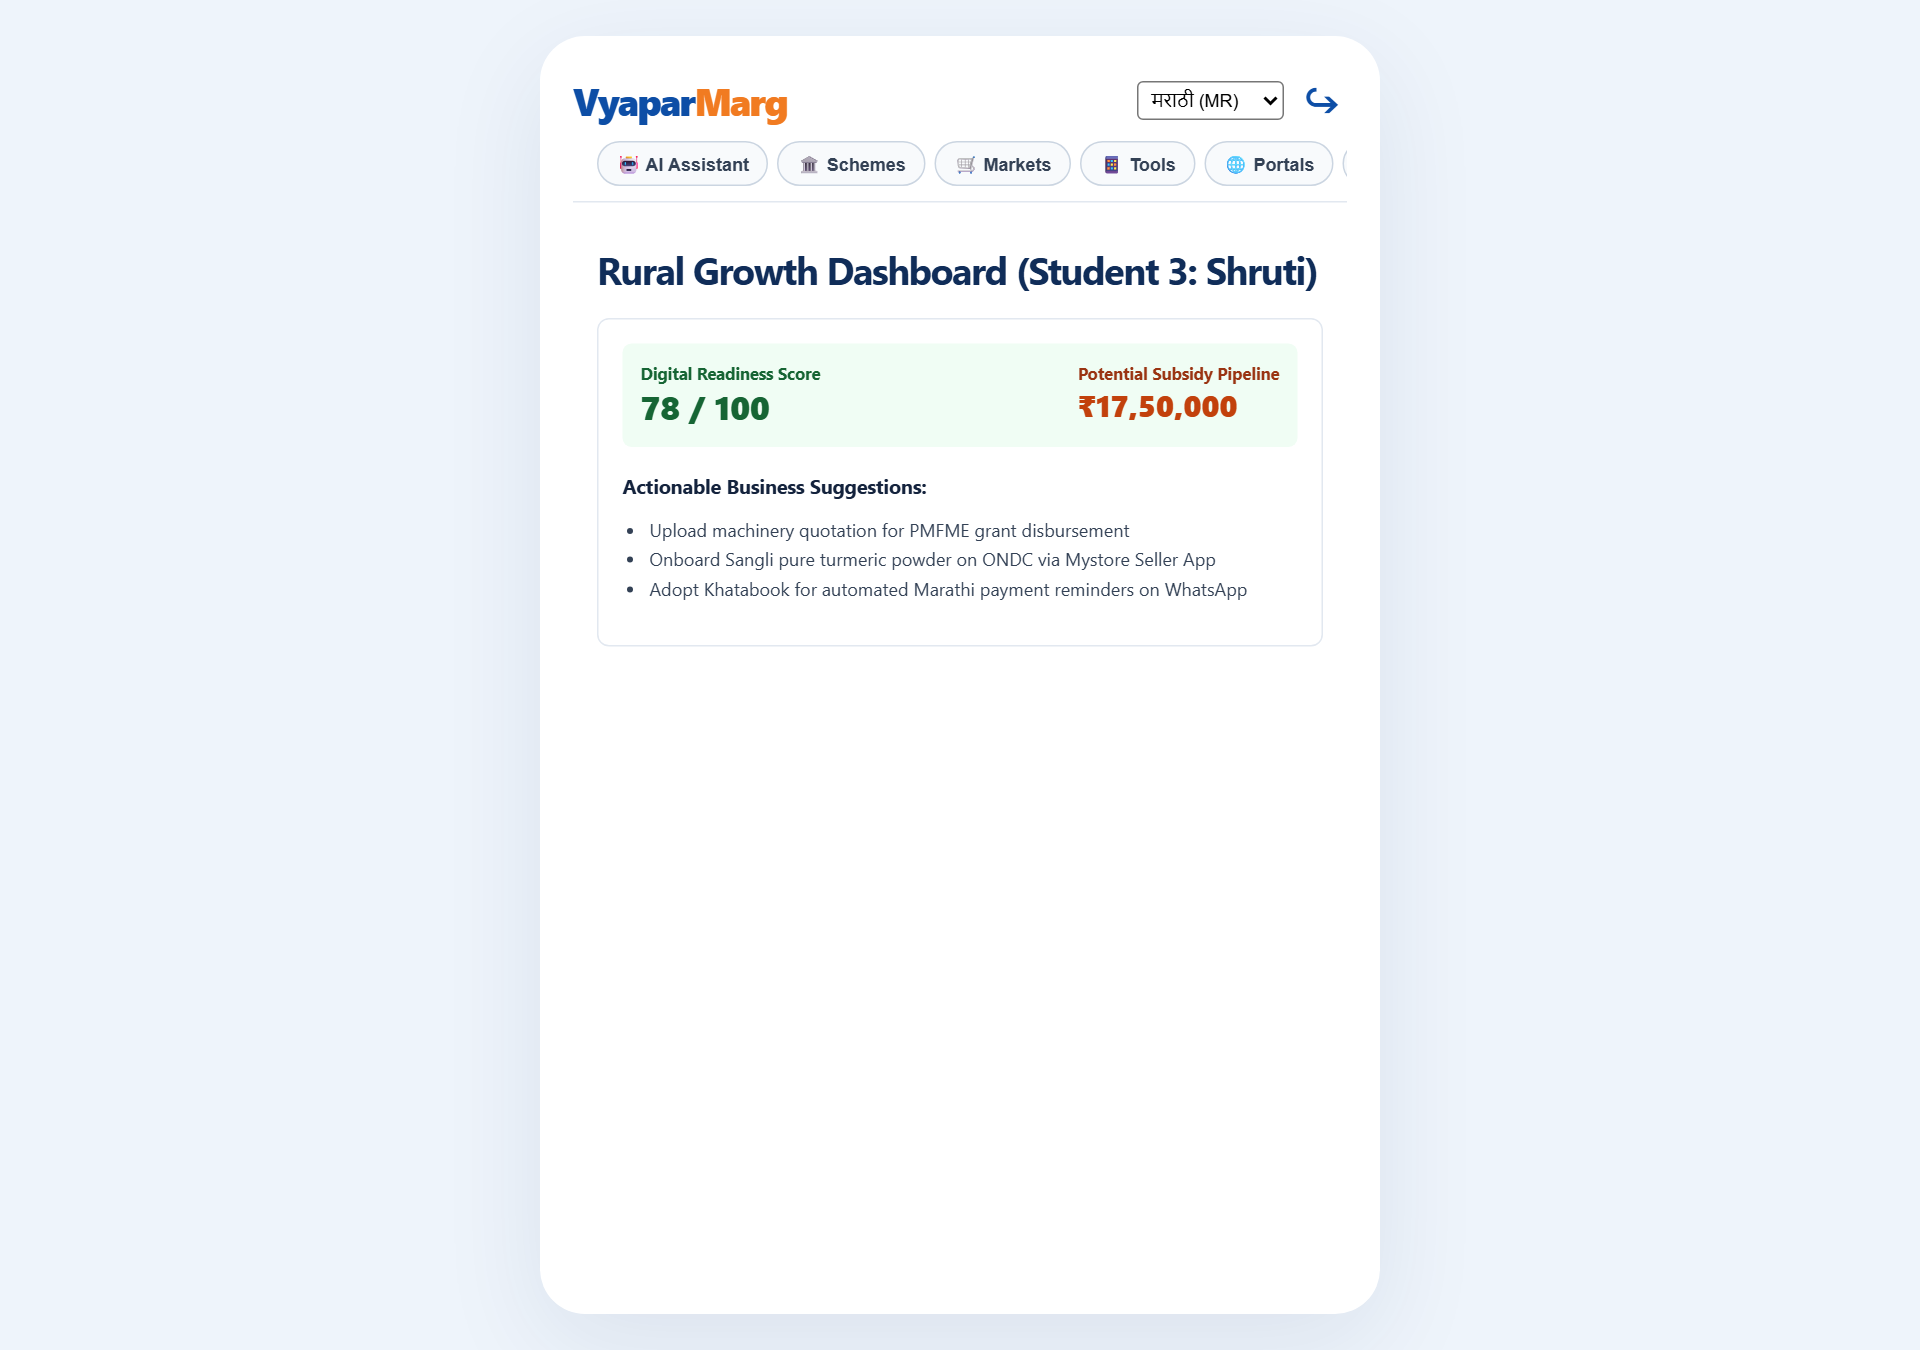 VyaparMarg
मराठी (MR)
AI Assistant
Schemes
Markets
Tools
Portals
Rural Growth Dashboard (Student 3: Shruti)
Digital Readiness Score
78 / 100
Potential Subsidy Pipeline
₹17,50,000
Actionable Business Suggestions:
• Upload machinery quotation for PMFME grant disbursement
• Onboard Sangli pure turmeric powder on ONDC via Mystore Seller App
• Adopt Khatabook for automated Marathi payment reminders on WhatsApp